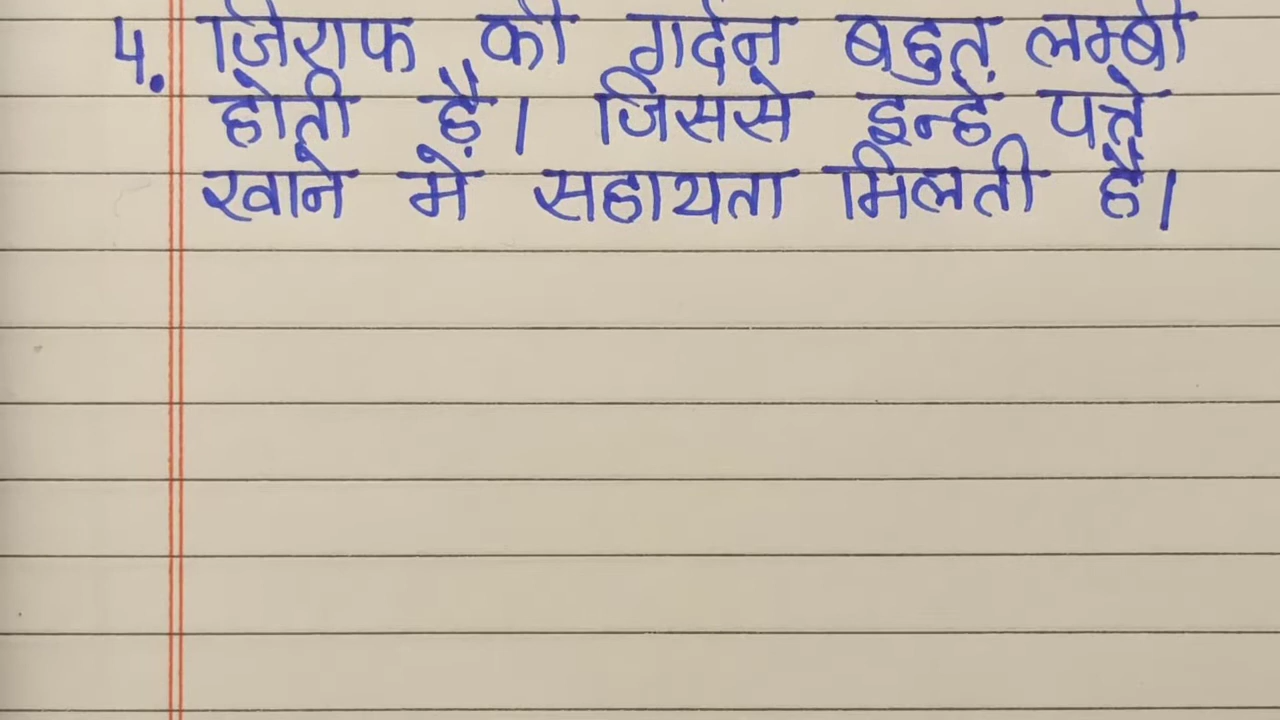 4. जिराफ की गर्दन बहुत लम्बी
होती है। जिससे इन्हें पत्ते
खाने में सहायता मिलती है।